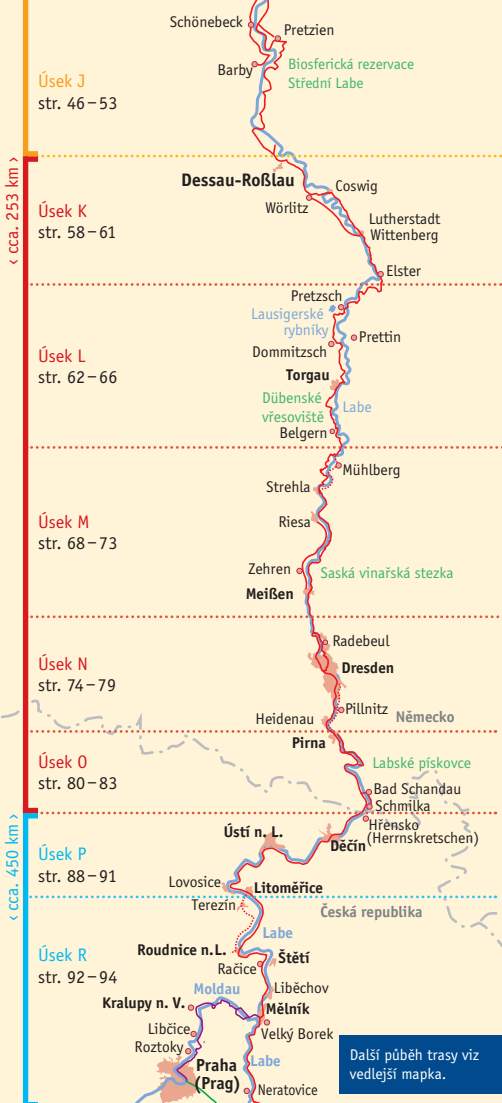 Schönebeck
Pretzien
Barby
Biosferická rezervace
Střední Labe
Úsek J
str. 46–53
Dessau-Roßlau
Coswig
Wörlitz
< cca. 253 km >
Úsek K
str. 58–61
Lutherstadt
Wittenberg
Elster
Pretzsch
Lausigerské
rybníky
Prettin
Dommitzsch
Úsek L
str. 62–66
Torgau
Dübenské
vřesoviště
Labe
Belgern
Mühlberg
Strehla
Riesa
Úsek M
str. 68–73
Zehren
Saská vinařská stezka
Meißen
Radebeul
Úsek N
str. 74–79
Dresden
Pillnitz
Heidenau
Německo
Pirna
Úsek O
str. 80–83
Labské pískovce
Bad Schandau
Schmilka
Hřensko
(Herrnskretschen)
< cca. 450 km >
Ústí n. L.
Děčín
Úsek P
str. 88–91
Lovosice
Litoměřice
Terezín
Česká republika
Labe
Roudnice n.L.
Štětí
Račice
Úsek R
str. 92–94
Moldau
Liběchov
Kralupy n. V.
Mělník
Libčice
Velký Borek
Roztoky
Praha
(Prag)
Labe
Neratovice
Další půběh trasy viz
vedlejší mapka.